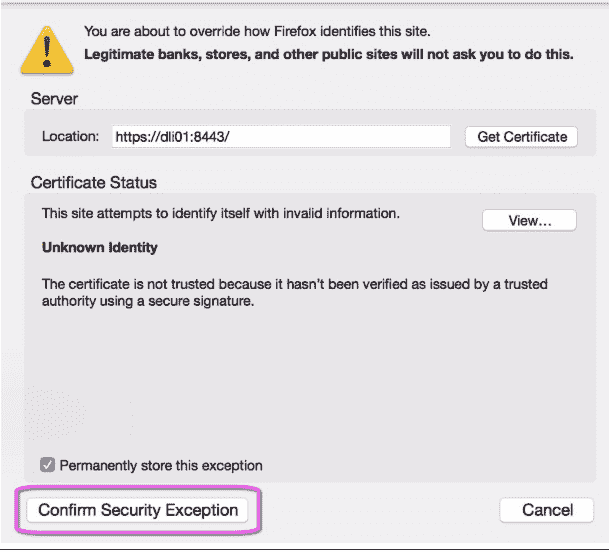 You are about to override how Firefox identifies this site.
Legitimate banks, stores, and other public sites will not ask you to do this.
Server
Location: https://dli01:8443/ Get Certificate
Certificate Status
This site attempts to identify itself with invalid information. View...
Unknown Identity
The certificate is not trusted because it hasn't been verified as issued by a trusted
authority using a secure signature.
Permanently store this exception
Confirm Security Exception Cancel